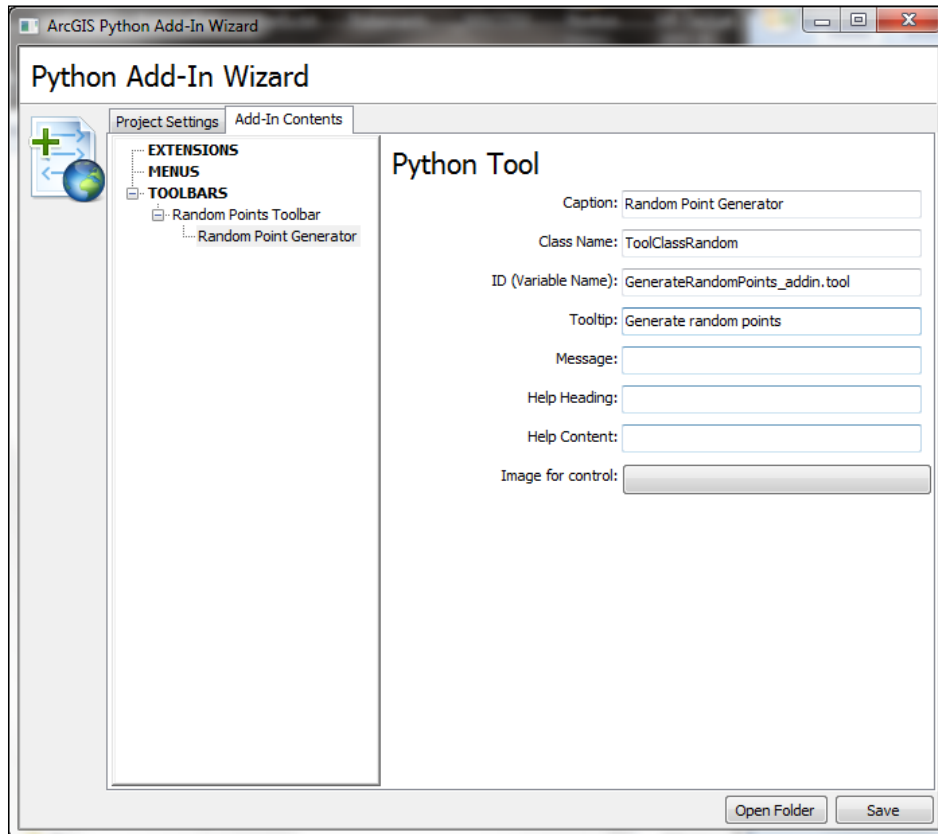 ArcGIS Python Add-In Wizard
Python Add-In Wizard
Project Settings
Add-In Contents
EXTENSIONS
MENUS
TOOLBARS
Random Points Toolbar
Random Point Generator
Python Tool
Caption: Random Point Generator
Class Name: ToolClassRandom
ID (Variable Name): GenerateRandomPoints_addin.tool
Tooltip: Generate random points
Message:
Help Heading:
Help Content:
Image for control:
Open Folder
Save